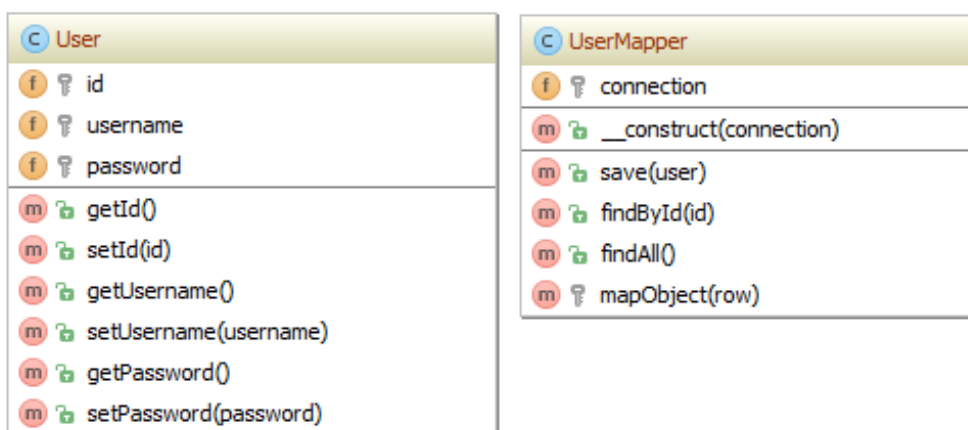 C User
f id
f username
f password
m getId()
m setId(id)
m getUsername()
m setUsername(username)
m getPassword()
m setPassword(password)
C UserMapper
f connection
m __construct(connection)
m save(user)
m findById(id)
m findAll()
m mapObject(row)